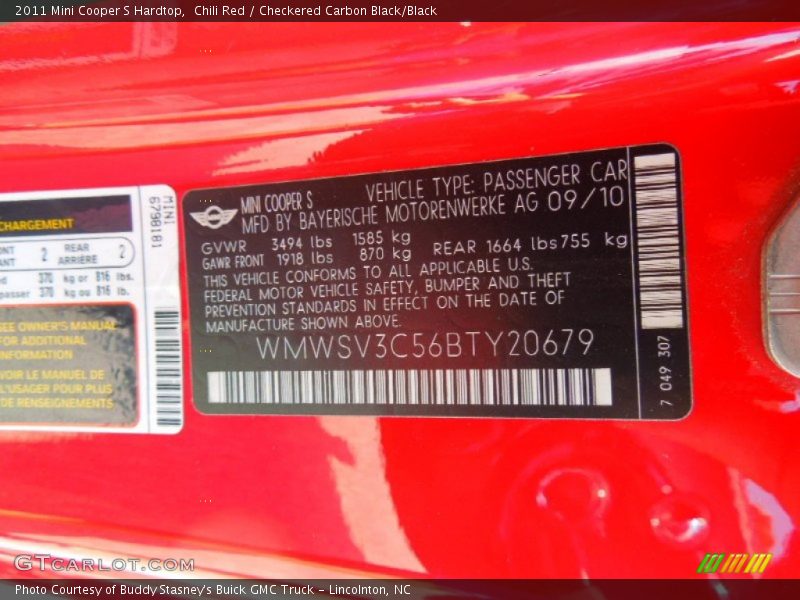 2011 Mini Cooper S Hardtop, Chili Red / Checkered Carbon Black/Black
CHARGEMENT
2 REAR 2
ARRIÈRE
370 kg or 816 lbs.
370 kg ou 816 lb.
SEE OWNER'S MANUAL
FOR ADDITIONAL
INFORMATION
VOIR LE MANUEL DE
L'USAGER POUR PLUS
DE RENSEIGNEMENTS
MINI
6798181
MINI COOPER S VEHICLE TYPE: PASSENGER CAR
MFD BY BAYERISCHE MOTORENWERKE AG 09/10
GVWR 3494 lbs 1585 kg
GAWR FRONT 1918 lbs 870 kg REAR 1664 lbs 755 kg
THIS VEHICLE CONFORMS TO ALL APPLICABLE U.S.
FEDERAL MOTOR VEHICLE SAFETY, BUMPER AND THEFT
PREVENTION STANDARDS IN EFFECT ON THE DATE OF
MANUFACTURE SHOWN ABOVE.
WMWSV3C56BTY20679
7 049 307
GTCARLOT.COM
Photo Courtesy of Buddy Stasney's Buick GMC Truck - Lincolnton, NC